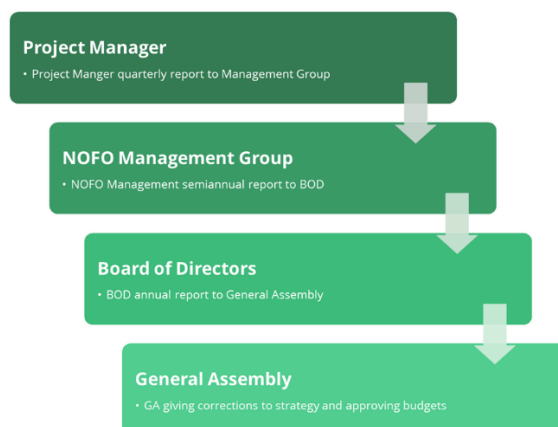 Project Manager
• Project Manger quarterly report to Management Group
NOFO Management Group
• NOFO Management semiannual report to BOD
Board of Directors
• BOD annual report to General Assembly
General Assembly
• GA giving corrections to strategy and approving budgets